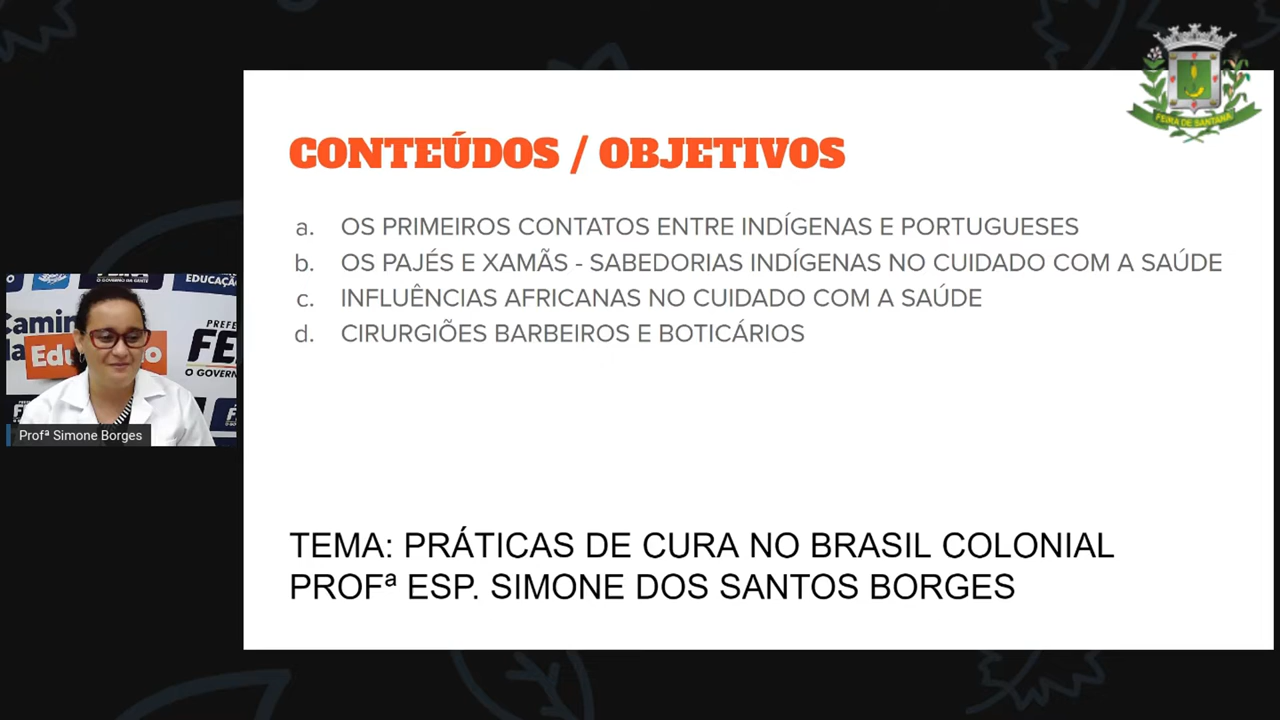 FEIRA DE SANTANA
CONTEÚDOS / OBJETIVOS
a. OS PRIMEIROS CONTATOS ENTRE INDÍGENAS E PORTUGUESES
b. OS PAJÉS E XAMÃS - SABEDORIAS INDÍGENAS NO CUIDADO COM A SAÚDE
c. INFLUÊNCIAS AFRICANAS NO CUIDADO COM A SAÚDE
d. CIRURGIÕES BARBEIROS E BOTICÁRIOS
EDUCAÇÃO
Profª Simone Borges
TEMA: PRÁTICAS DE CURA NO BRASIL COLONIAL
PROFª ESP. SIMONE DOS SANTOS BORGES